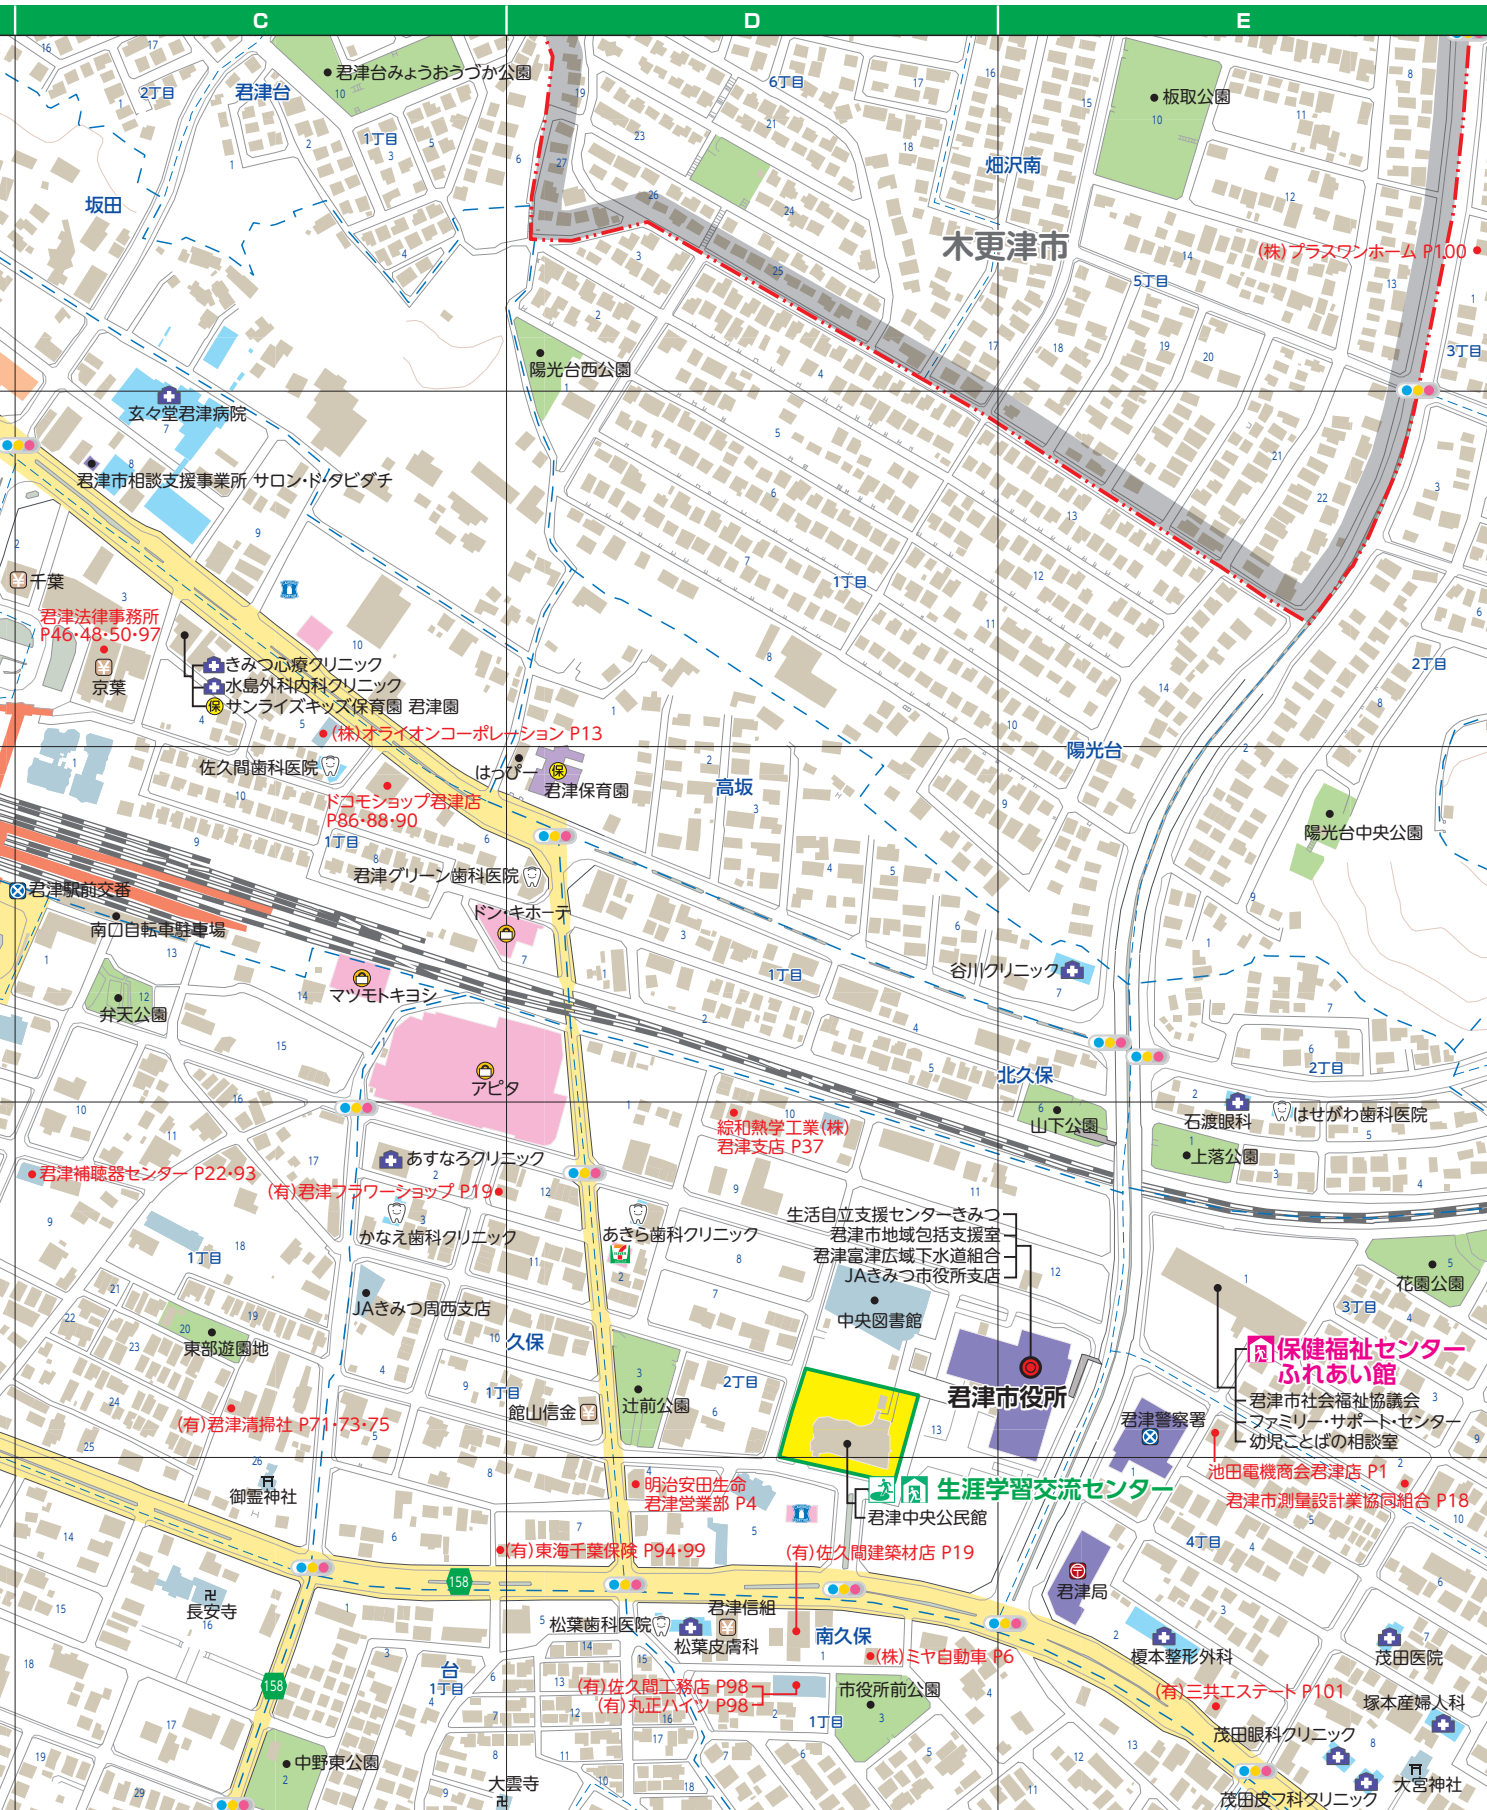 C
D
E
君津台みょうおうづか公園
君津台
2丁目
1丁目
6丁目
板取公園
畑沢南
坂田
木更津市
(株)プラスワンホーム P100
5丁目
3丁目
陽光台西公園
玄々堂君津病院
君津市相談支援事業所 サロン・ド・タビダチ
千葉
君津法律事務所
P46・48・50・97
京葉
きみつ心療クリニック
水島外科内科クリニック
サンライズキッズ保育園 君津園
1丁目
2丁目
(株)オライオンコーポレーション P13
佐久間歯科医院
はっぴー
君津保育園
高坂
陽光台
ドコモショップ君津店
P86・88・90
1丁目
陽光台中央公園
君津グリーン歯科医院
君津駅前交番
南口自転車駐車場
ドン・キホーテ
マツモトキヨシ
弁天公園
1丁目
谷川クリニック
アピタ
北久保
2丁目
山下公園
石渡眼科
はせがわ歯科医院
上落公園
綜和熱学工業(株)
君津支店 P37
あすなろクリニック
君津補聴器センター P22・93
(有)君津フラワーショップ P19
かなえ歯科クリニック
あきら歯科クリニック
生活自立支援センターきみつ
君津市地域包括支援室
君津富津広域下水道組合
JAきみつ市役所支店
1丁目
JAきみつ周西支店
中央図書館
花園公園
3丁目
東部遊園地
久保
保健福祉センター
ふれあい館
君津市役所
君津市社会福祉協議会
ファミリー・サポート・センター
幼児ことばの相談室
1丁目
2丁目
館山信金
辻前公園
君津警察署
(有)君津清掃社 P71・73・75
池田電機商会君津店 P1
君津市測量設計業協同組合 P18
御霊神社
明治安田生命
君津営業部 P4
生涯学習交流センター
君津中央公民館
4丁目
(有)東海千葉保険 P94・99
(有)佐久間建築材店 P19
158
君津局
長安寺
松葉歯科医院
君津信組
松葉皮膚科
南久保
榎本整形外科
茂田医院
(株)ミヤ自動車 P6
台
1丁目
158
(有)佐久間工務店 P98
(有)丸正ハイツ P98
市役所前公園
1丁目
(有)三共エステート P101
塚本産婦人科
茂田眼科クリニック
中野東公園
大雲寺
大宮神社
茂田皮フ科クリニック